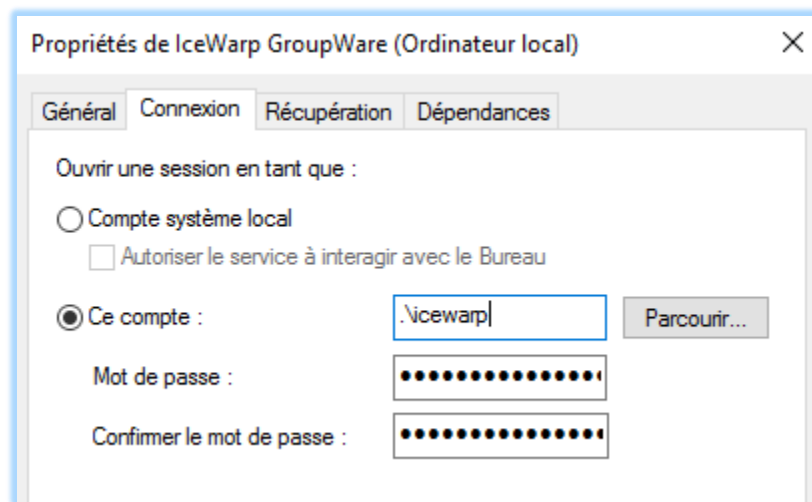 Propriétés de IceWarp GroupWare (Ordinateur local)
Général Connexion Récupération Dépendances
Ouvrir une session en tant que :
Compte système local
Autoriser le service à interagir avec le Bureau
Ce compte : .\icewarp Parcourir...
Mot de passe : ●●●●●●●●●●●●●●●
Confirmer le mot de passe : ●●●●●●●●●●●●●●●